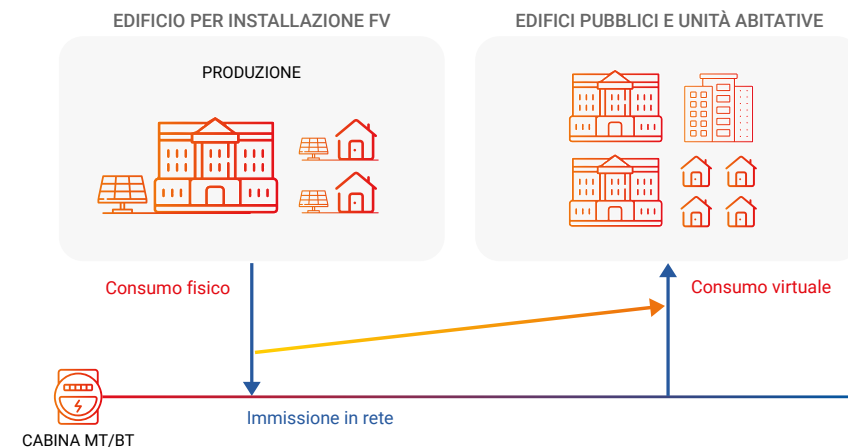 EDIFICIO PER INSTALLAZIONE FV
EDIFICI PUBBLICI E UNITÀ ABITATIVE
PRODUZIONE
Consumo fisico
Consumo virtuale
Immissione in rete
CABINA MT/BT